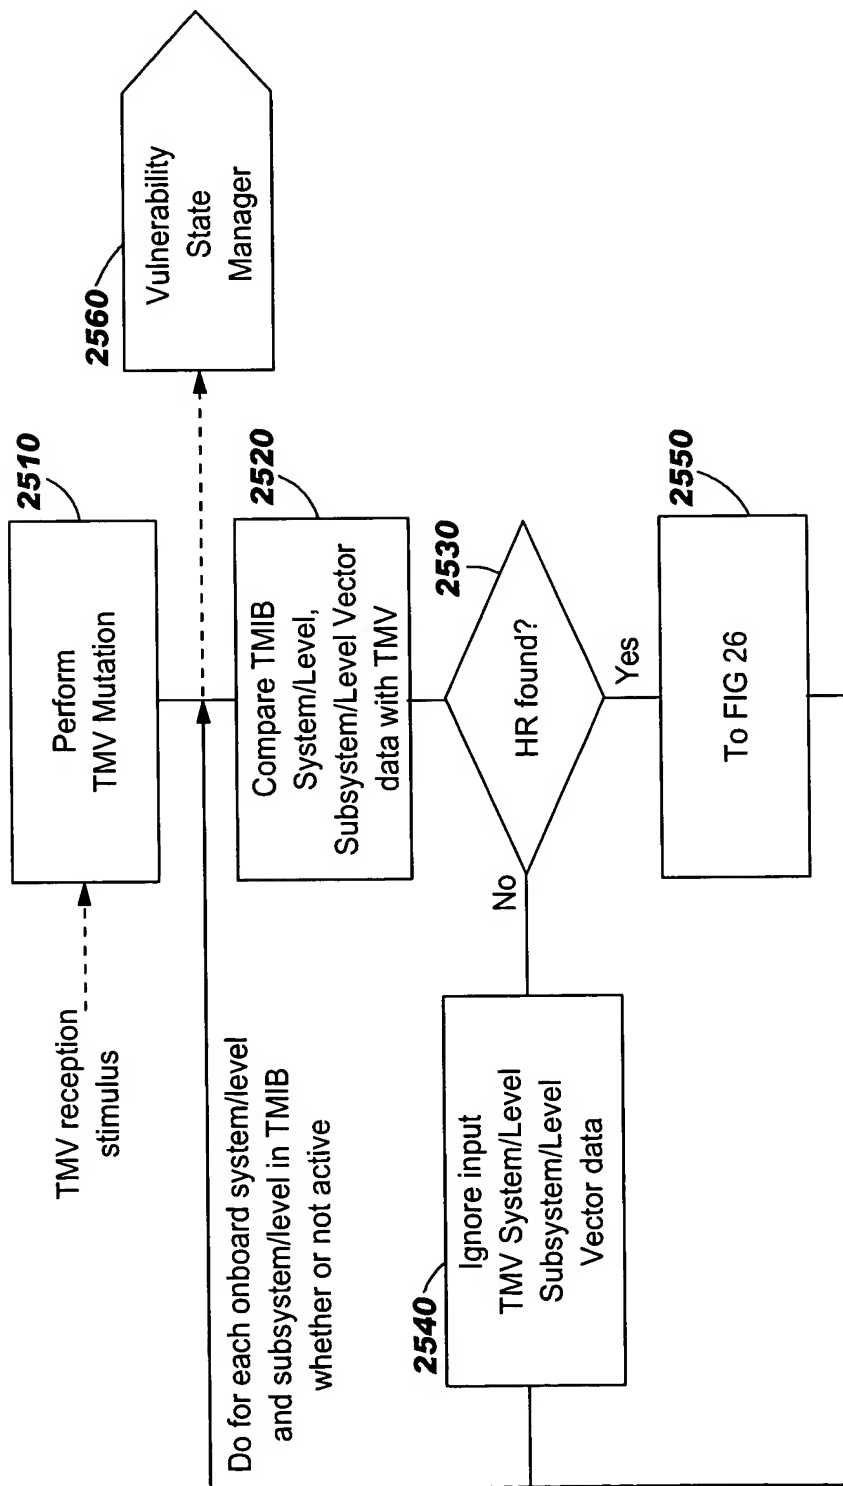 TMV reception
stimulus
Perform
TMV Mutation
2510
Vulnerability
State
Manager
2560
Do for each onboard system/level
and subsystem/level in TMIB
whether or not active
Compare TMIB
System/Level,
Subsystem/Level Vector
data with TMV
2520
HR found?
2530
No
Yes
Ignore input
TMV System/Level
Subsystem/Level
Vector data
2540
To FIG 26
2550